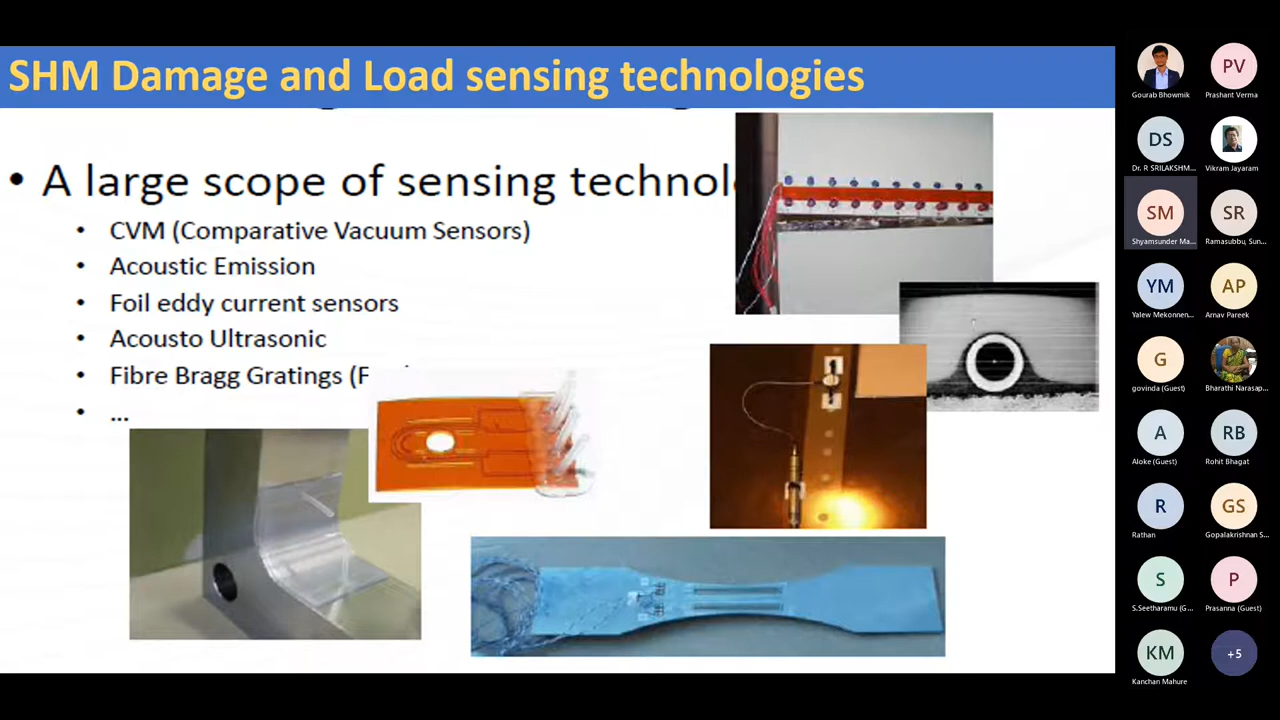 SHM Damage and Load sensing technologies
• A large scope of sensing technol
• CVM (Comparative Vacuum Sensors)
• Acoustic Emission
• Foil eddy current sensors
• Acousto Ultrasonic
• Fibre Bragg Gratings (F
• ...
Gourab Bhowmik
PV
Prashant Verma
DS
Dr. R SRILAKSHM...
Vikram Jayaram
SM
Shyamsunder Ma...
SR
Ramasubbu, Sun...
YM
Yalew Mekonnen...
AP
Arnav Pareek
G
govinda (Guest)
Bharathi Narasap...
A
Aloke (Guest)
RB
Rohit Bhagat
R
Rathan
GS
Gopalakrishnan S...
S
S.Seetharamu (G...
P
Prasanna (Guest)
KM
Kanchan Mahure
+5